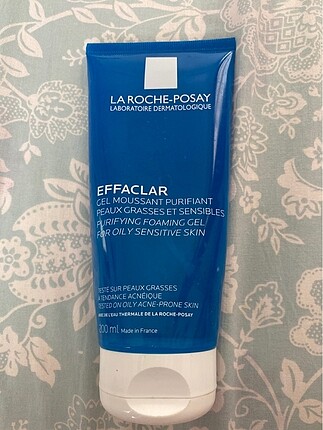 LA ROCHE-POSAY
LABORATOIRE DERMATOLOGIQUE
EFFACLAR
GEL MOUSSANT PURIFIANT
PEAUX GRASSES ET SENSIBLES
PURIFYING FOAMING GEL
FOR OILY SENSITIVE SKIN
TESTÉ SUR PEAUX GRASSES
À TENDANCE ACNÉIQUE
TESTED ON OILY ACNE-PRONE SKIN
DE L'EAU THERMALE DE LA ROCHE-POSAY
200 ml Made in France